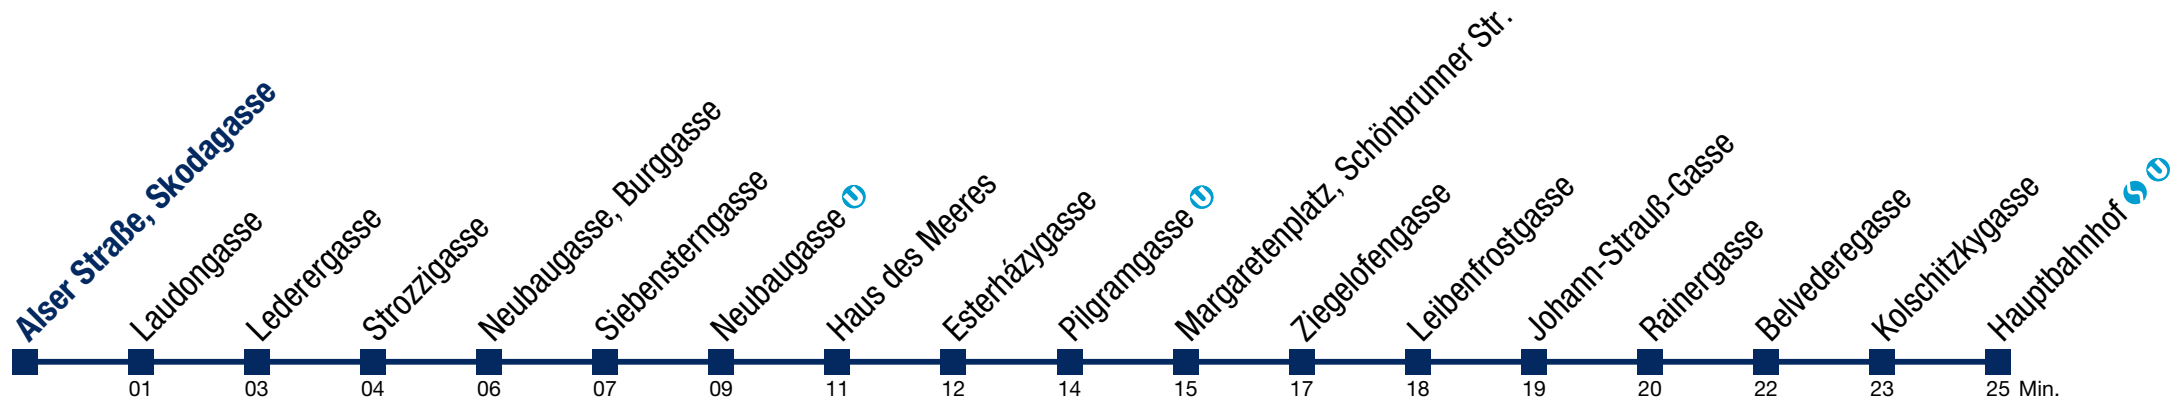 Alser Straße, Skodagasse
Laudongasse
Lederergasse
Strozzigasse
Neubaugasse, Burggasse
Siebensterngasse
Neubaugasse U
Haus des Meeres
Esterházygasse
Pilgramgasse U
Margaretenplatz, Schönbrunner Str.
Ziegelofengasse
Leibenfrostgasse
Johann-Strauß-Gasse
Rainergasse
Belvederegasse
Kolschitzkygasse
Hauptbahnhof S U
01 03 04 06 07 09 11 12 14 15 17 18 19 20 22 23 25 Min.